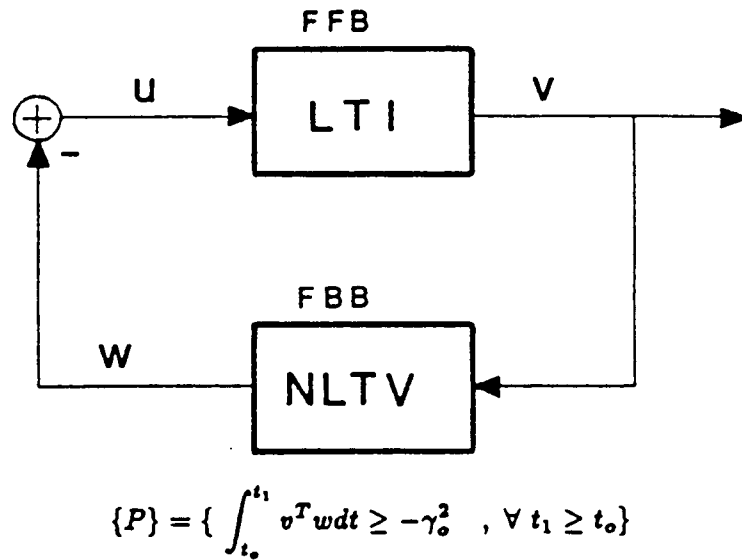 FFB
U
LTI
V
+
-
FBB
W
NLTV
{P} = { ∫_{t_o}^{t_1} v^T w dt ≥ -γ_o^2 , ∀ t_1 ≥ t_o}